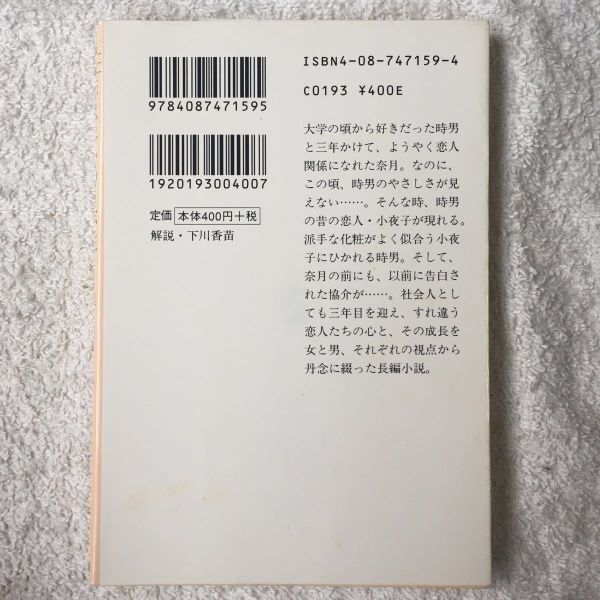 ISBN4-08-747159-4
C0193 ¥400E
9784087471595
1920193004007
定価 本体400円+税
解説・下川香苗
大学の頃から好きだった時男
と三年かけて、ようやく恋人
関係になれた奈月。なのに、
この頃、時男のやさしさが見
えない……。そんな時、時男
の昔の恋人・小夜子が現れる。
派手な化粧がよく似合う小夜
子にひかれる時男。そして、
奈月の前にも、以前に告白
された協介が……。社会人とし
ても三年目を迎え、すれ違う
恋人たちの心と、その成長を
女と男、それぞれの視点から
丹念に綴った長編小説。